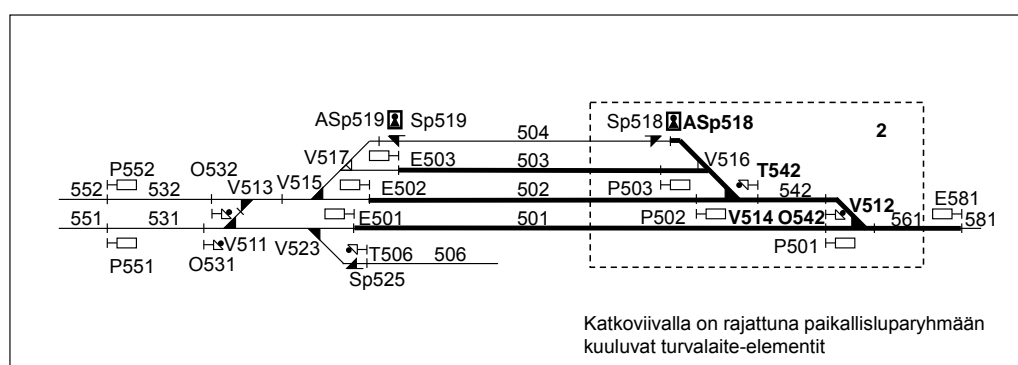 ASp519 Sp519 504 Sp518 ASp518 2
V517 E503 503 V516
P552 O532 T542
552 532 V513 V515 E502 502 P503 542 V512
551 531 E501 501 P502 V514 O542 561 E581 581
P551 O531 V511 V523 T506 506 P501
Sp525
Katkoviivalla on rajattuna paikallisluparyhmään
kuuluvat turvalaite-elementit